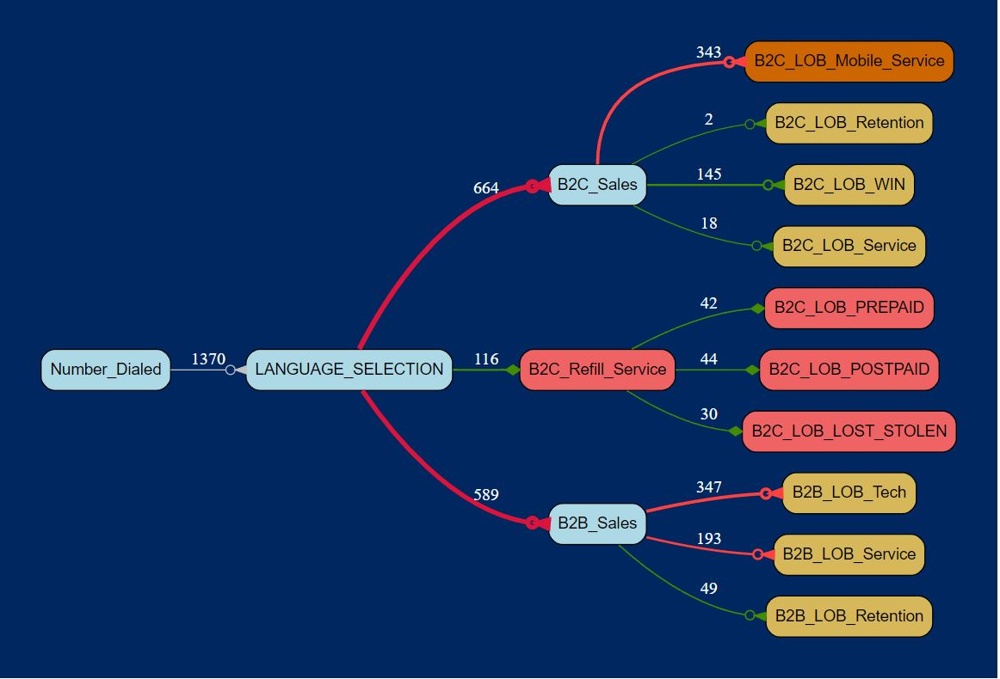 343
B2C_LOB_Mobile_Service
2
B2C_LOB_Retention
664
B2C_Sales
145
B2C_LOB_WIN
18
B2C_LOB_Service
42
B2C_LOB_PREPAID
Number_Dialed
1370
LANGUAGE_SELECTION
116
B2C_Refill_Service
44
B2C_LOB_POSTPAID
30
B2C_LOB_LOST_STOLEN
589
B2B_Sales
347
B2B_LOB_Tech
193
B2B_LOB_Service
49
B2B_LOB_Retention